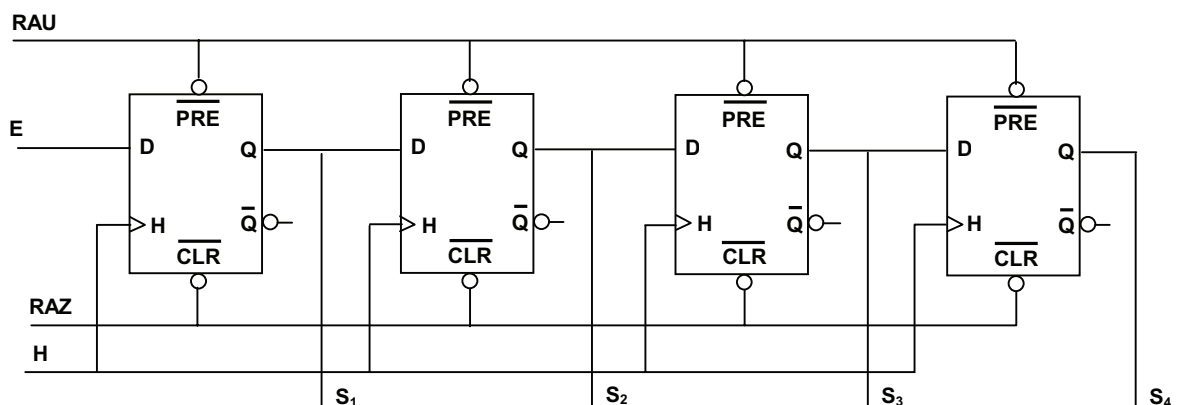 RAU
PRE PRE PRE PRE
E
D Q D Q D Q D Q
H Q̅ H Q̅ H Q̅ H Q̅
CLR CLR CLR CLR
RAZ
H
S₁ S₂ S₃ S₄